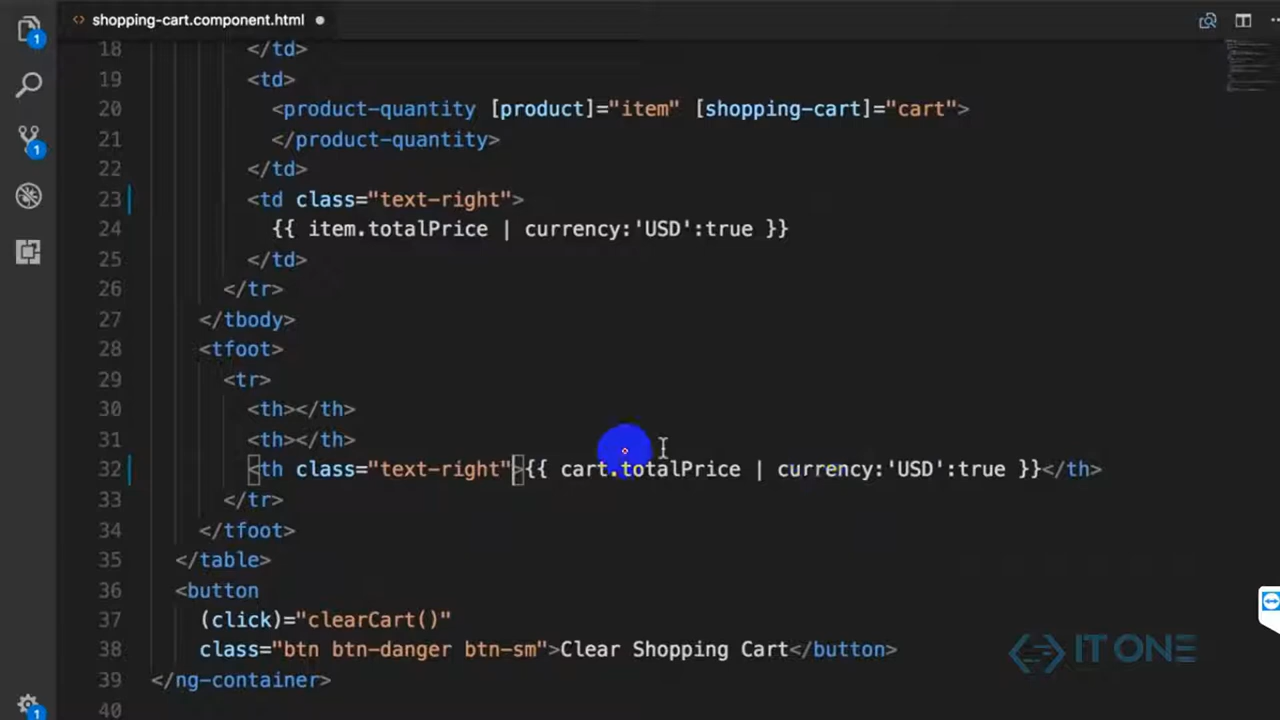 shopping-cart.component.html
18 </td>
19 <td>
20 <product-quantity [product]="item" [shopping-cart]="cart">
21 </product-quantity>
22 </td>
23 <td class="text-right">
24 {{ item.totalPrice | currency:'USD':true }}
25 </td>
26 </tr>
27 </tbody>
28 <tfoot>
29 <tr>
30 <th></th>
31 <th></th>
32 <th class="text-right">{{ cart.totalPrice | currency:'USD':true }}</th>
33 </tr>
34 </tfoot>
35 </table>
36 <button
37 (click)="clearCart()"
38 class="btn btn-danger btn-sm">Clear Shopping Cart</button>
39 </ng-container>
40
1
1
1
IT ONE